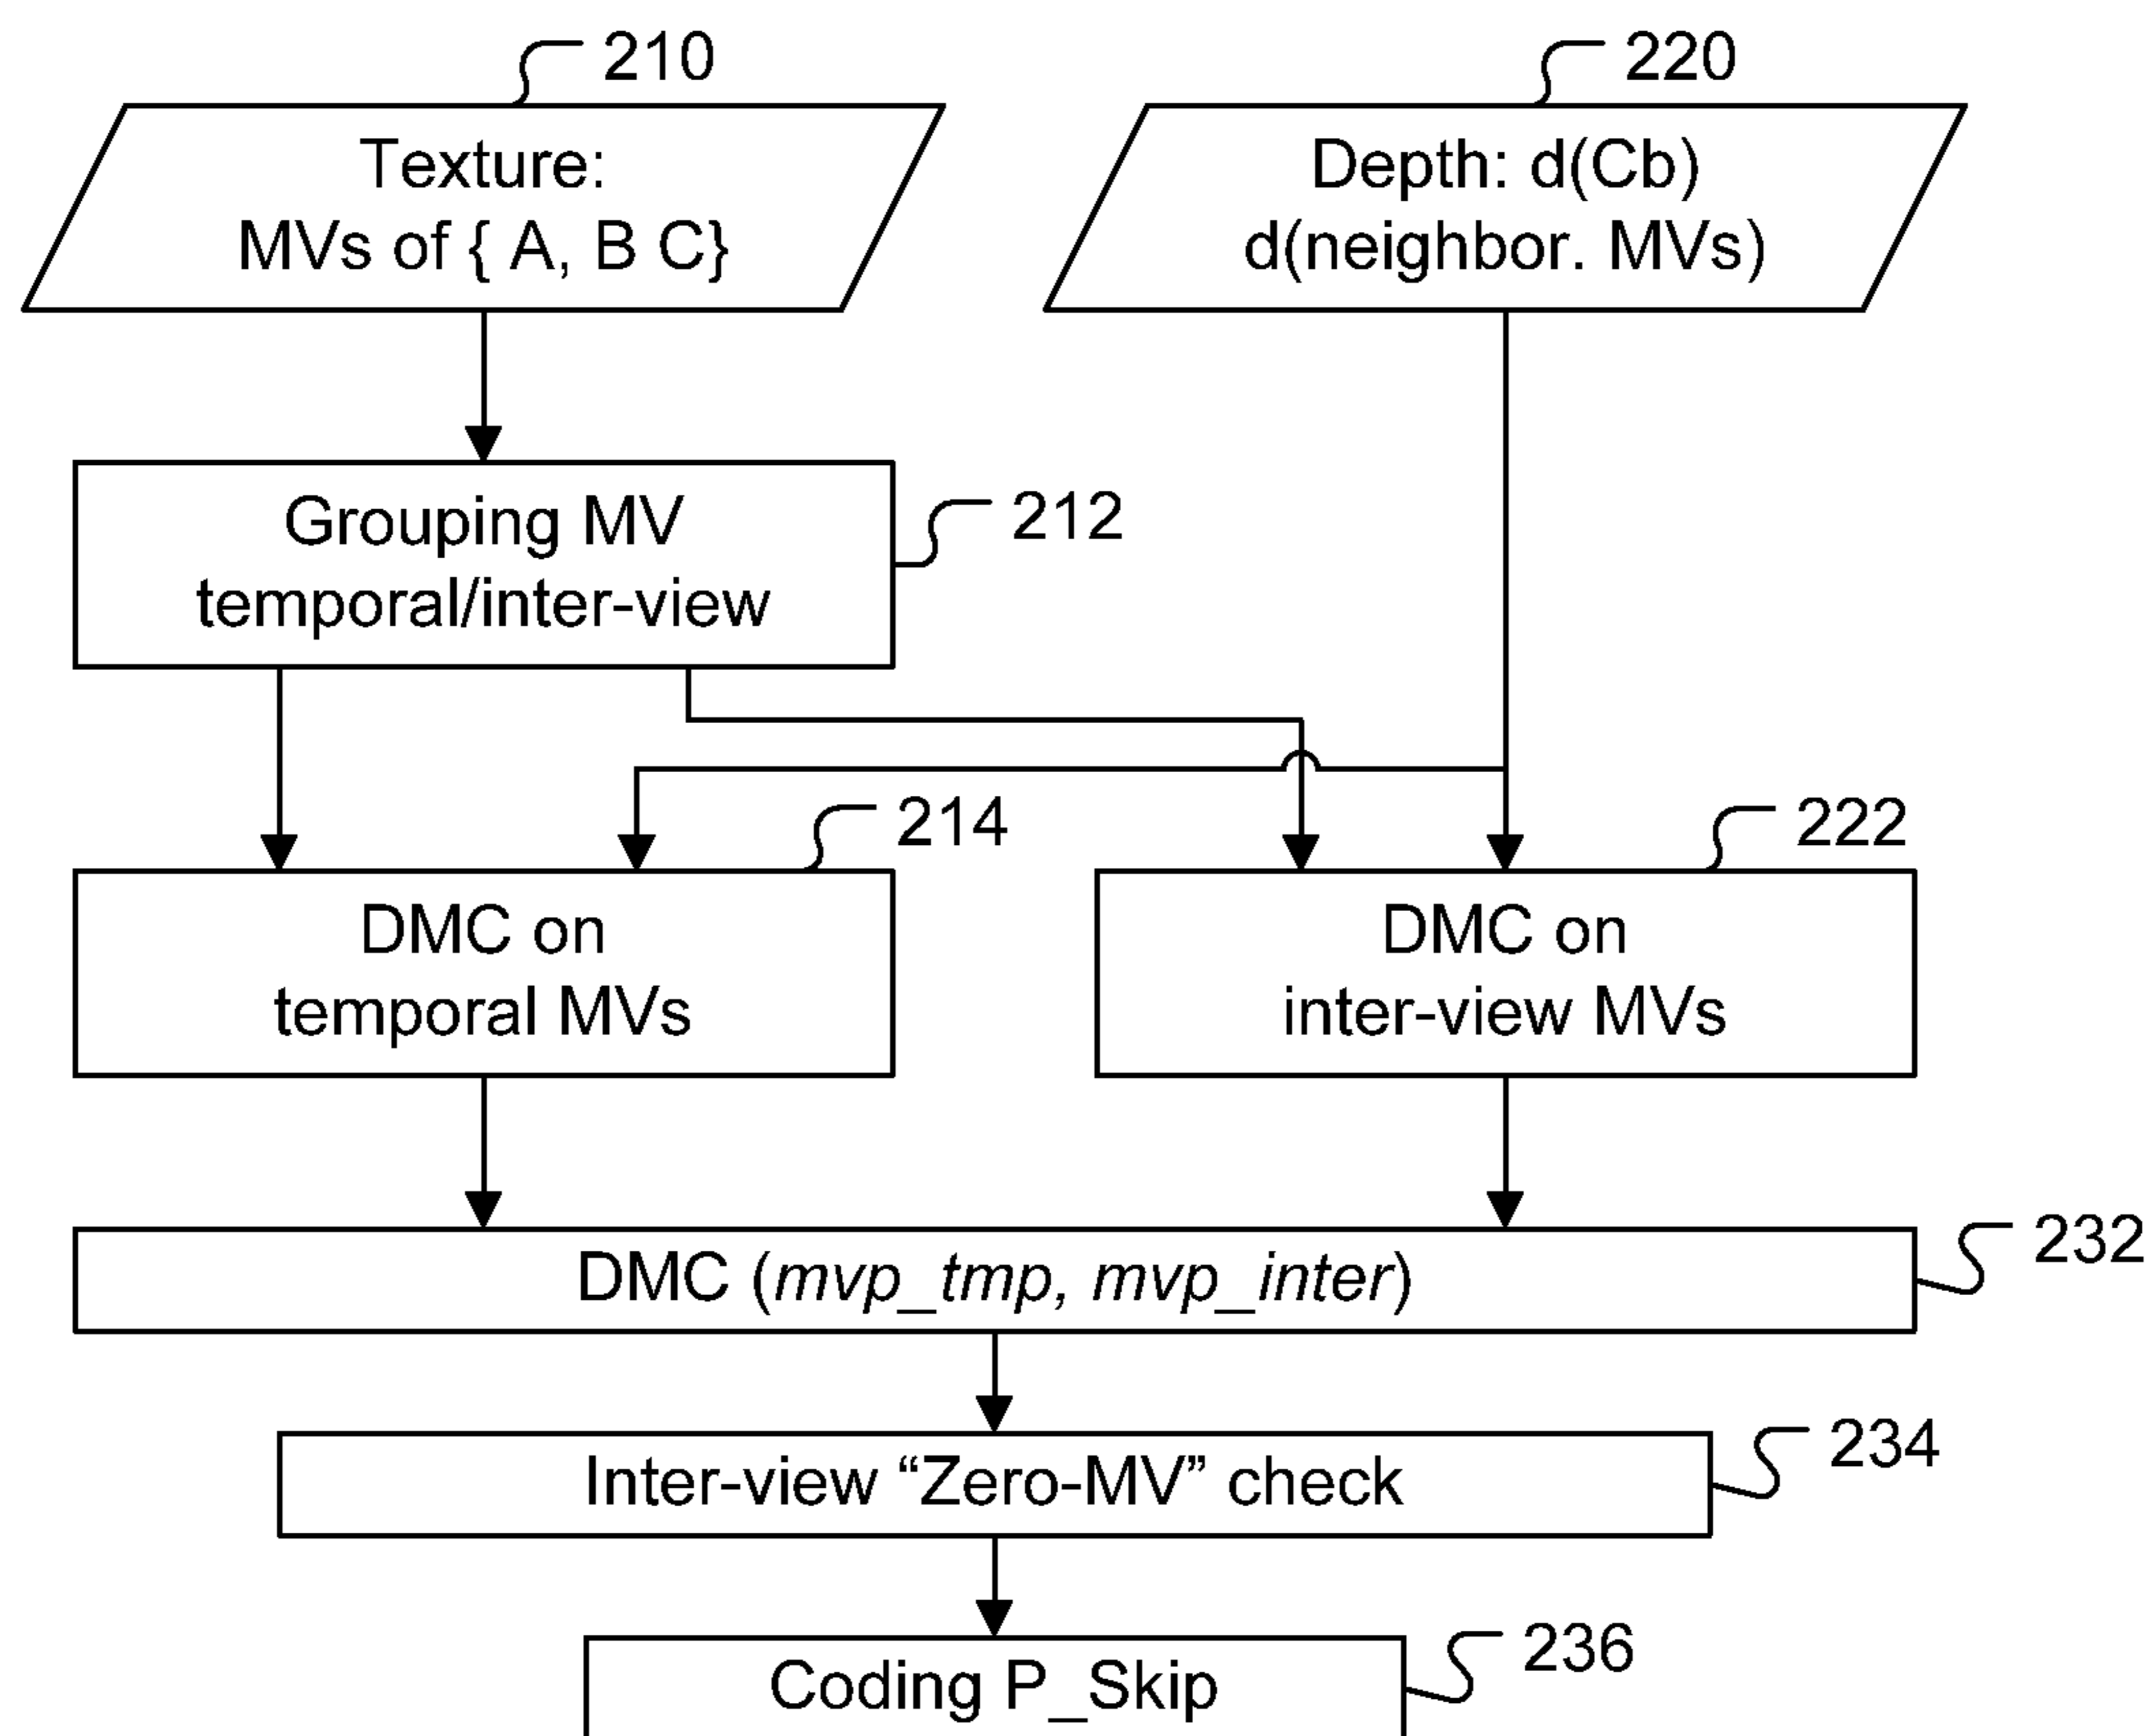 210
220
Texture:
MVs of { A, B C}
Depth: d(Cb)
d(neighbor. MVs)
Grouping MV
temporal/inter-view
212
214
222
DMC on
temporal MVs
DMC on
inter-view MVs
232
DMC (mvp_tmp, mvp_inter)
234
Inter-view “Zero-MV” check
236
Coding P_Skip